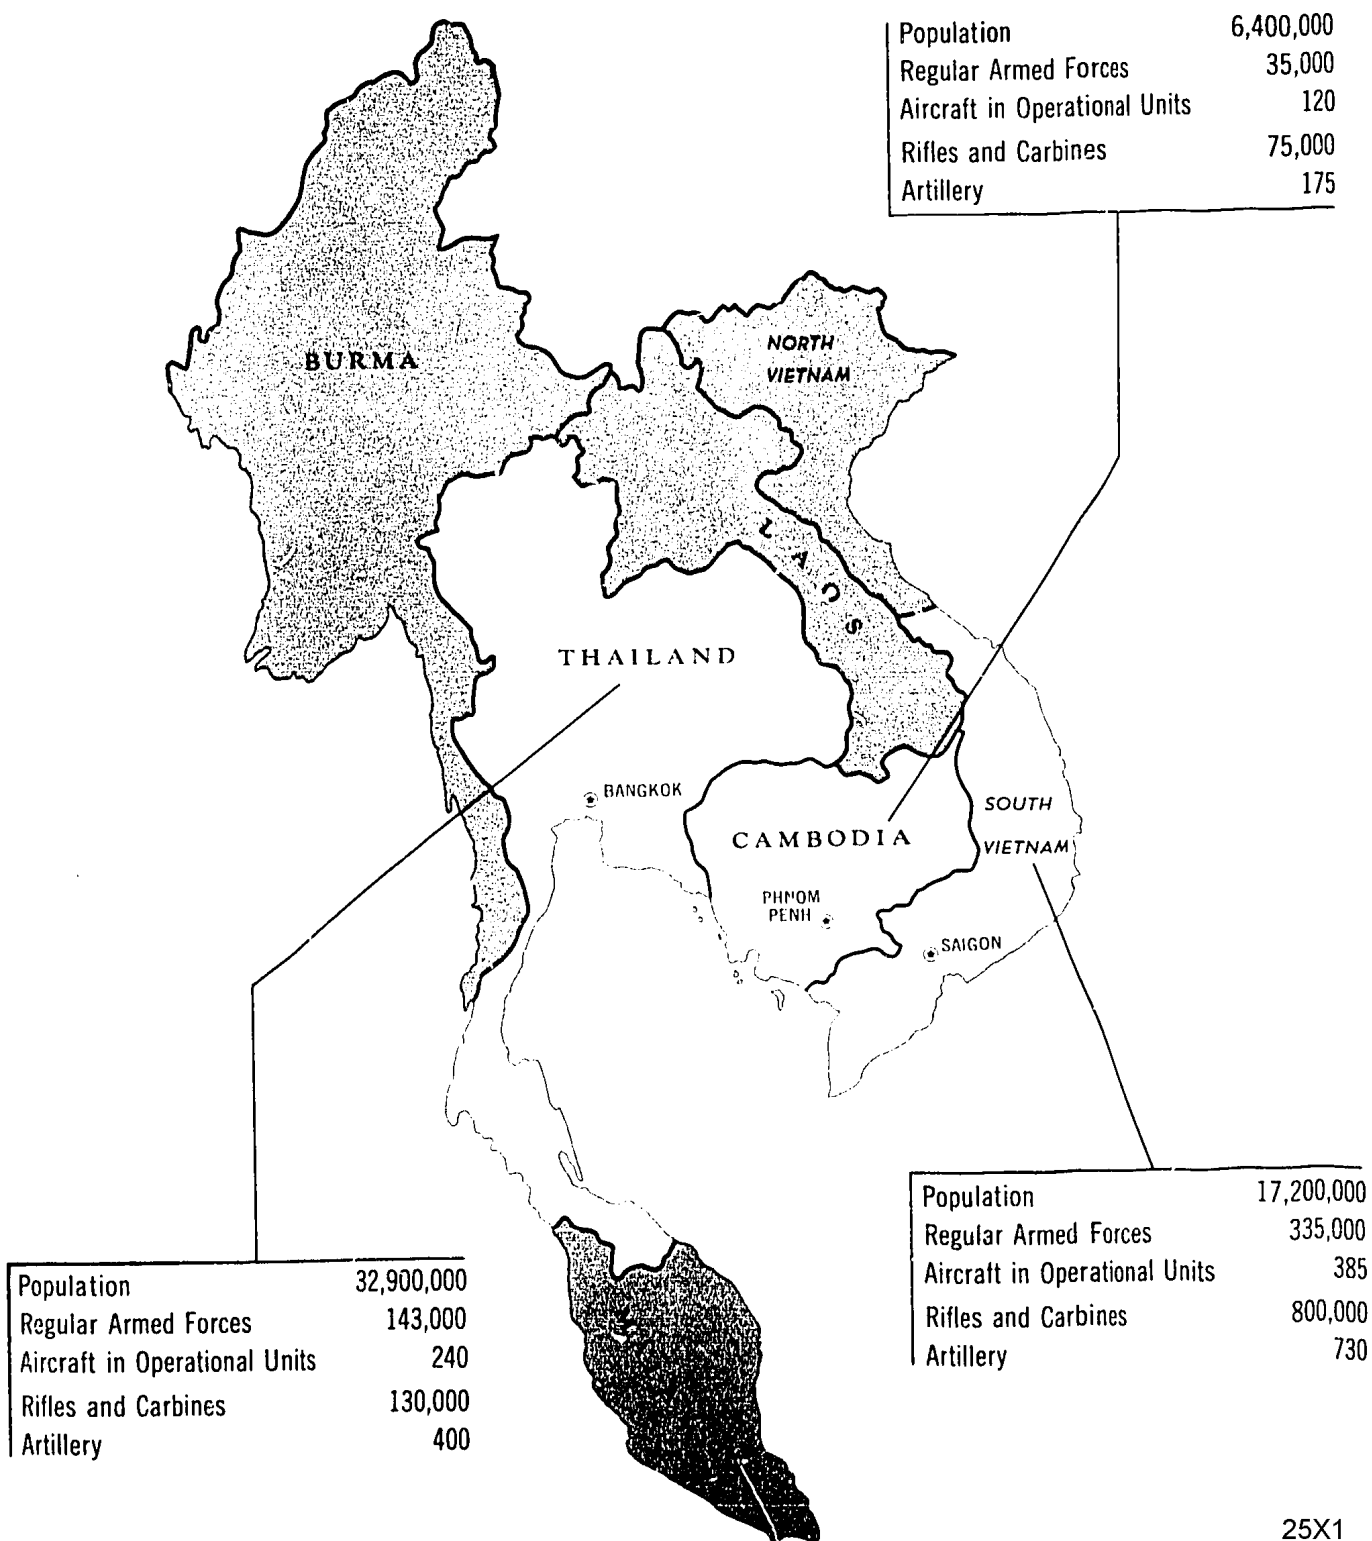 Population 6,400,000
Regular Armed Forces 35,000
Aircraft in Operational Units 120
Rifles and Carbines 75,000
Artillery 175
BURMA
NORTH
VIETNAM
LAOS
THAILAND
BANGKOK
CAMBODIA
PHNOM
PENH
SOUTH
VIETNAM
SAIGON
Population 17,200,000
Regular Armed Forces 335,000
Aircraft in Operational Units 385
Rifles and Carbines 800,000
Artillery 730
Population 32,900,000
Regular Armed Forces 143,000
Aircraft in Operational Units 240
Rifles and Carbines 130,000
Artillery 400
25X1